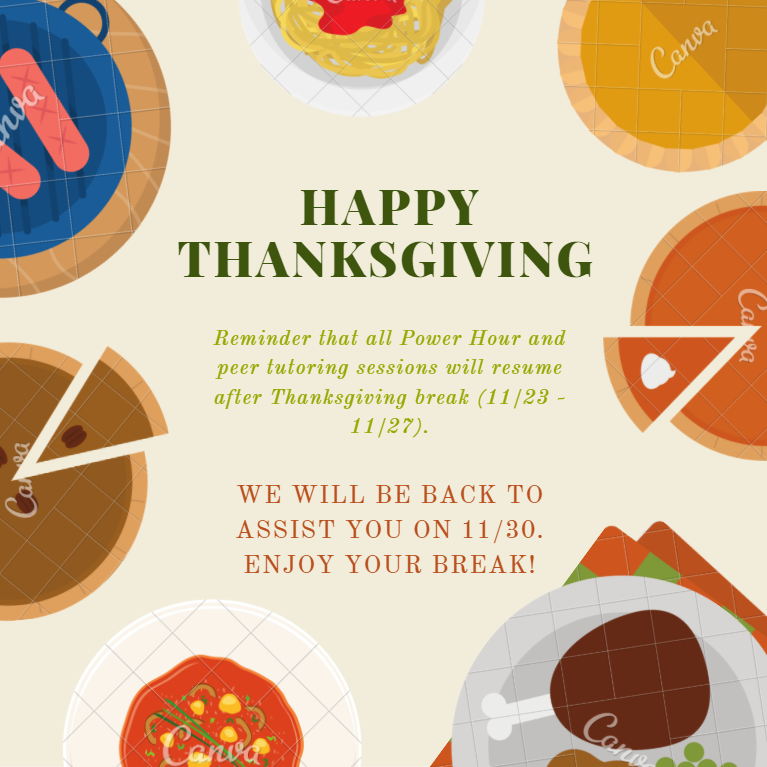 Canva
Canva
Canva
HAPPY
THANKSGIVING
Canva
Reminder that all Power Hour and
peer tutoring sessions will resume
after Thanksgiving break (11/23 -
11/27).
Canva
WE WILL BE BACK TO
ASSIST YOU ON 11/30.
ENJOY YOUR BREAK!
Canva
Canva